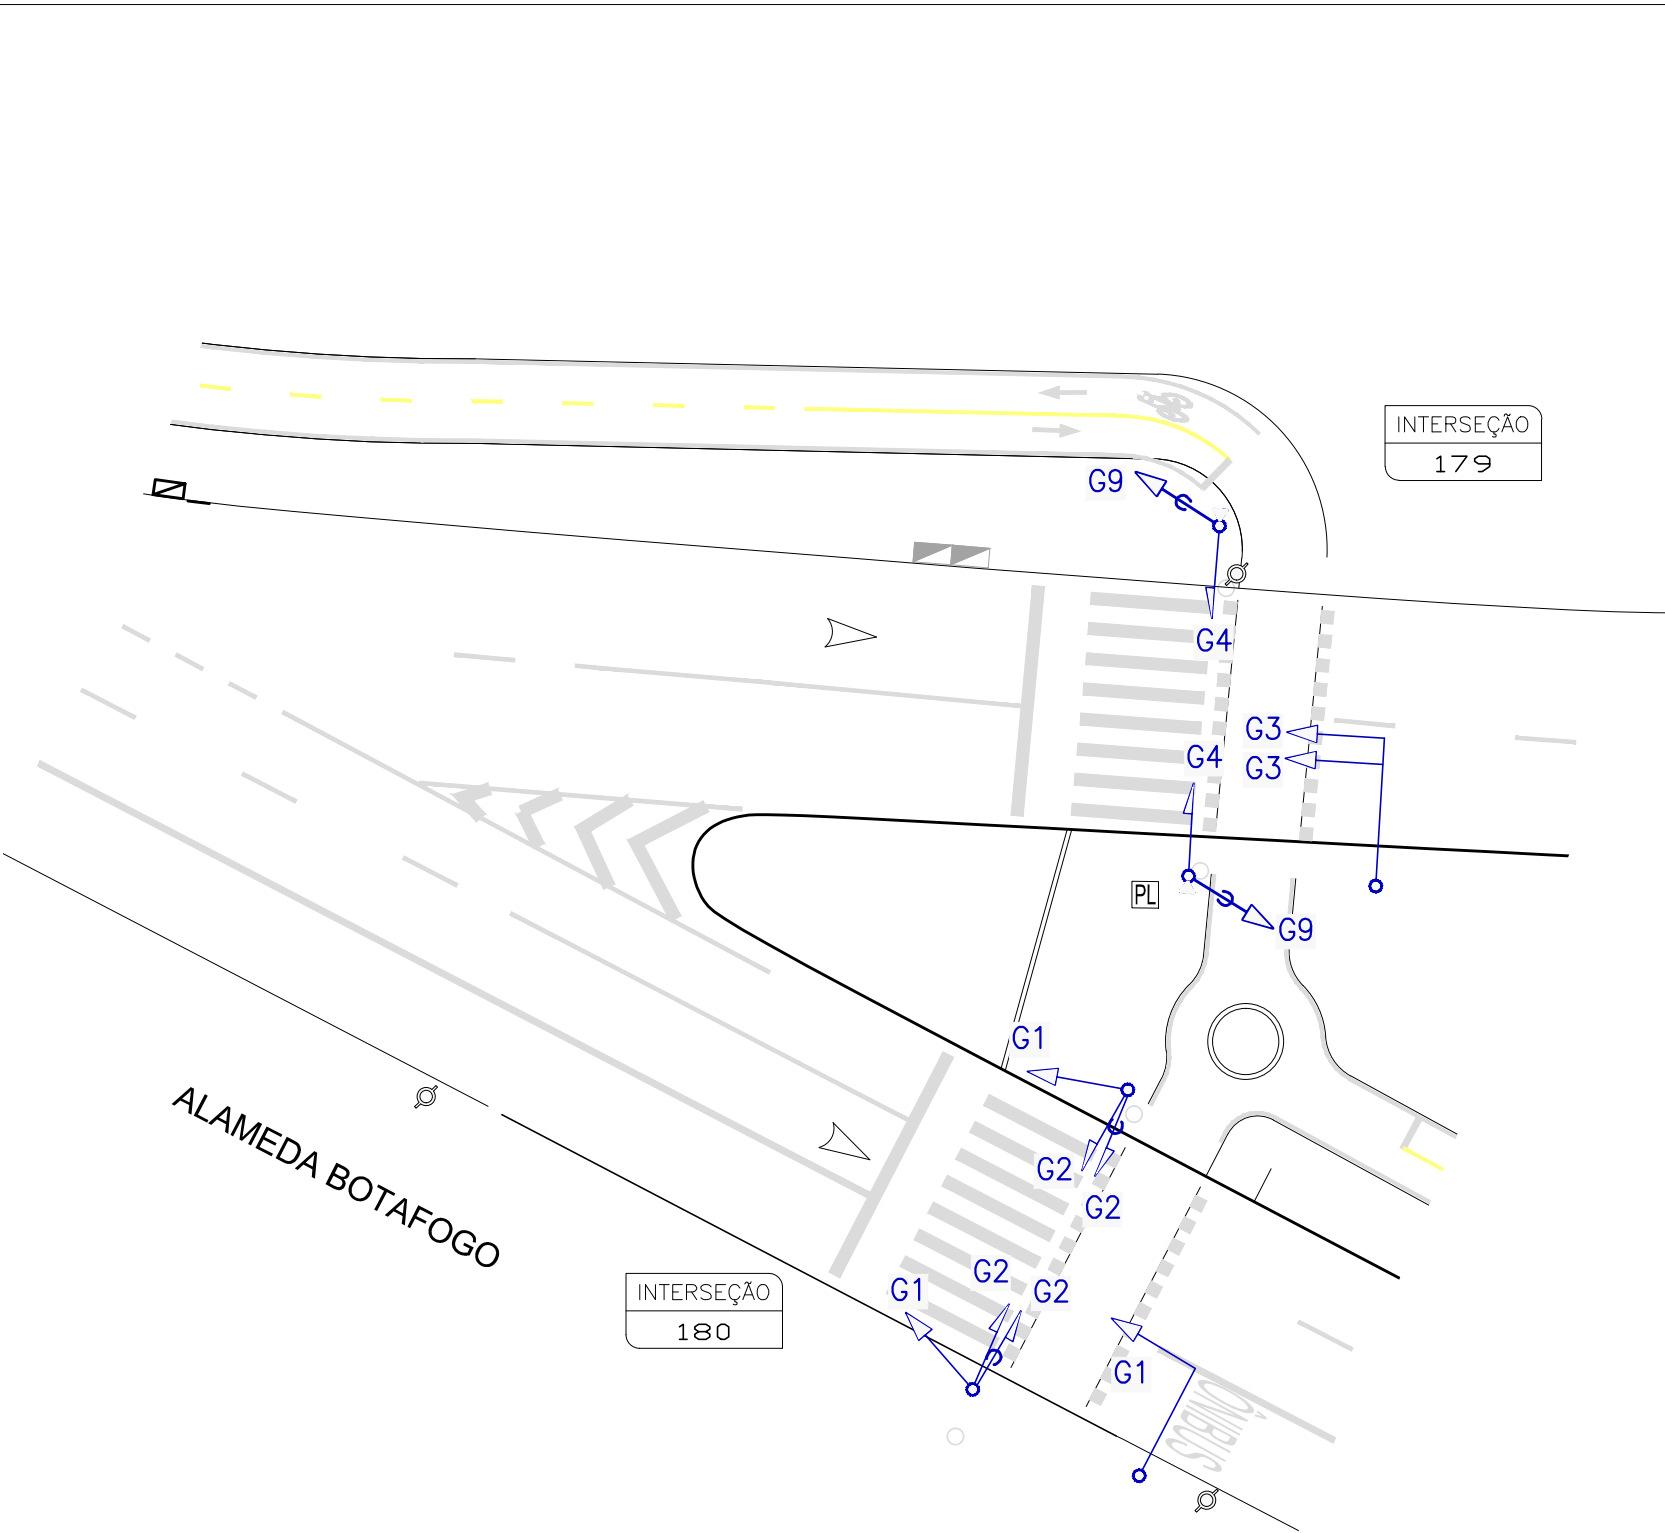 INTERSEÇÃO
179
G9
G4
G3
G4
G3
PL
G9
G1
G2
G2
ALAMEDA BOTAFOGO
INTERSEÇÃO
180
G2
G1
G2
G1
ÔNIBUS